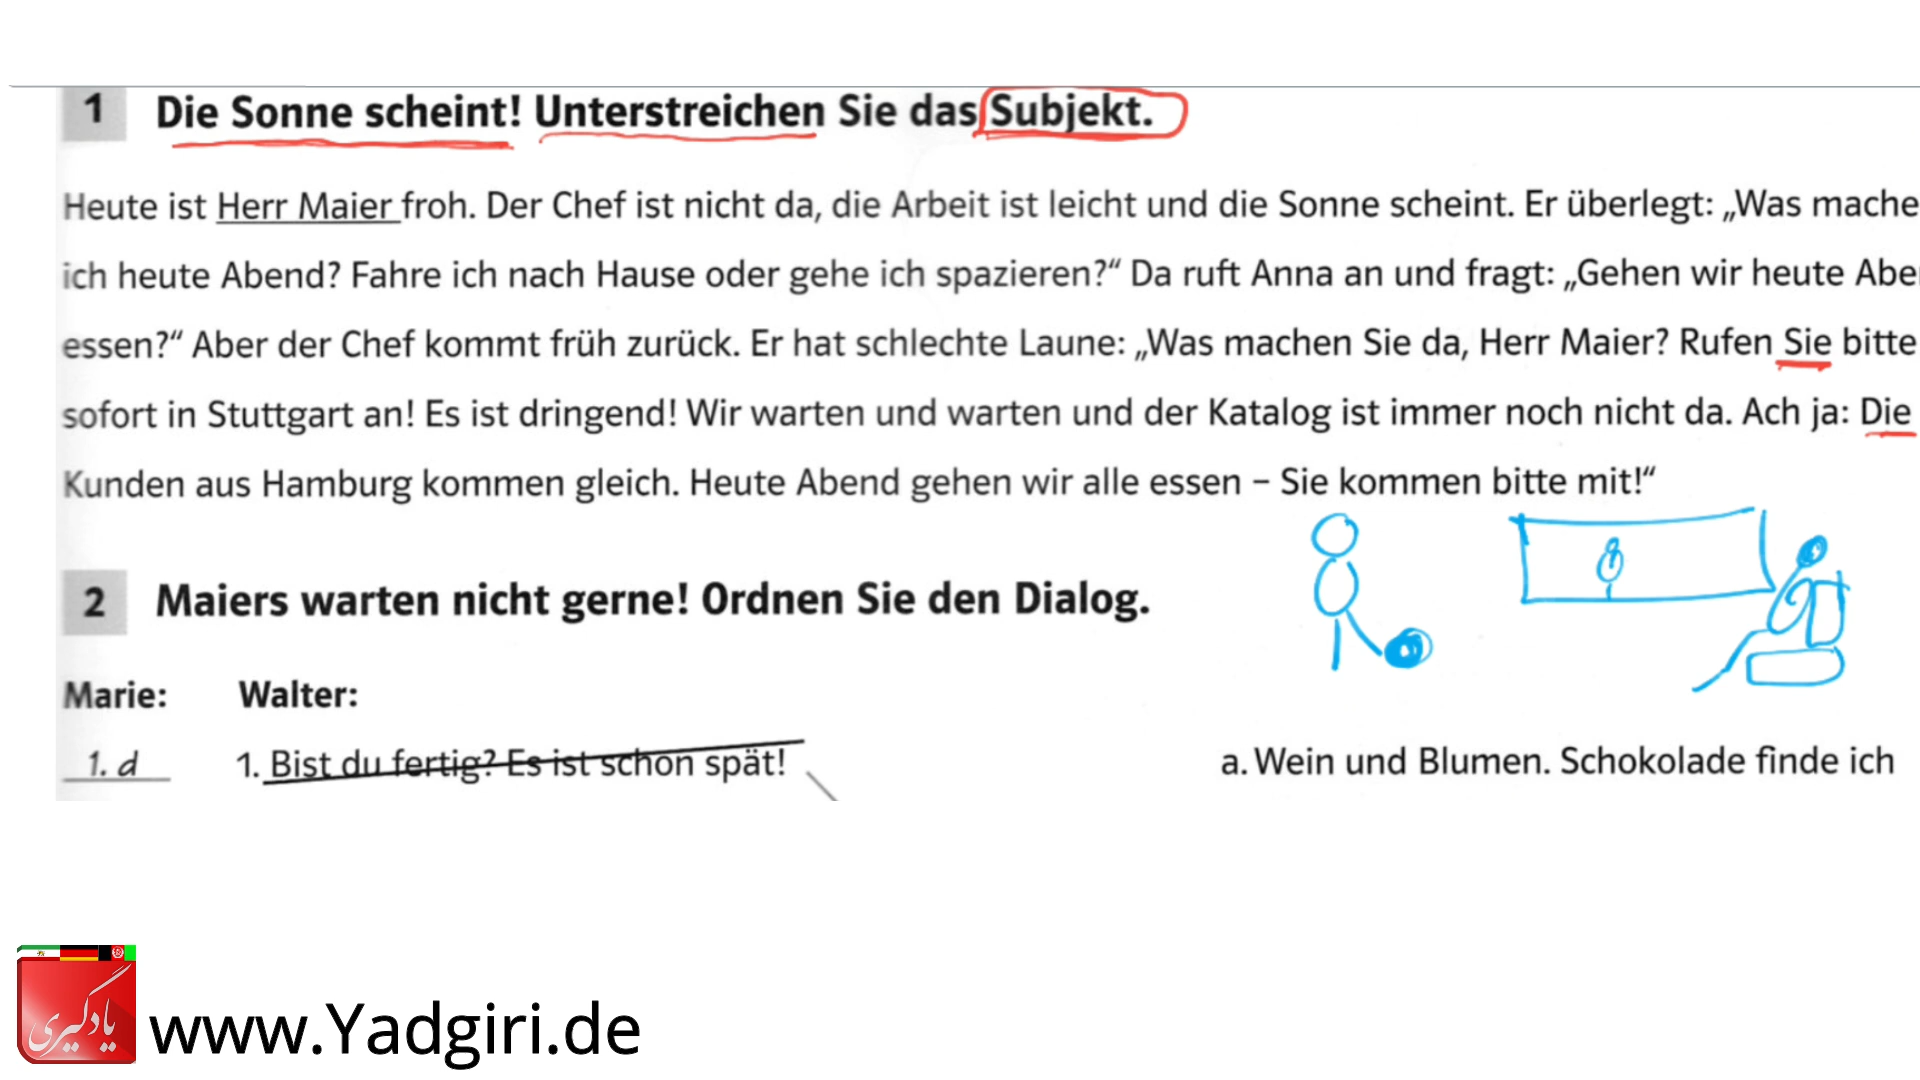 1 Die Sonne scheint! Unterstreichen Sie das Subjekt.
Heute ist Herr Maier froh. Der Chef ist nicht da, die Arbeit ist leicht und die Sonne scheint. Er überlegt: „Was mache
ich heute Abend? Fahre ich nach Hause oder gehe ich spazieren?“ Da ruft Anna an und fragt: „Gehen wir heute Abe
essen?“ Aber der Chef kommt früh zurück. Er hat schlechte Laune: „Was machen Sie da, Herr Maier? Rufen Sie bitte
sofort in Stuttgart an! Es ist dringend! Wir warten und warten und der Katalog ist immer noch nicht da. Ach ja: Die
Kunden aus Hamburg kommen gleich. Heute Abend gehen wir alle essen – Sie kommen bitte mit!“
2 Maiers warten nicht gerne! Ordnen Sie den Dialog.
Marie: Walter:
1. d 1. Bist du fertig? Es ist schon spät! a. Wein und Blumen. Schokolade finde ich
یادگیری www.Yadgiri.de